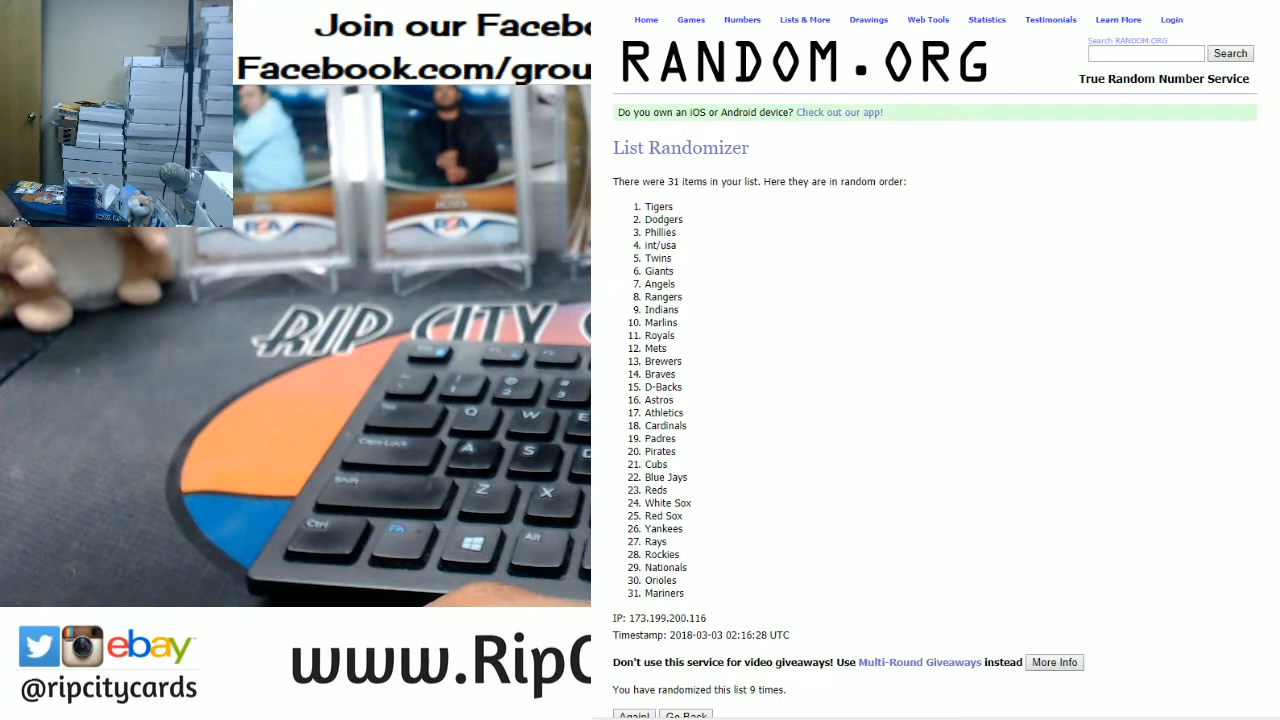 Join our Facebo
Facebook.com/grou
RIP CITY
Q W E
A S D
Z X
Caps Lock
Ctrl Fn Alt
@ripcitycards
ebay
www.RipC
Home Games Numbers Lists & More Drawings Web Tools Statistics Testimonials Learn More Login
RANDOM.ORG
Search RANDOM.ORG
Search
True Random Number Service
Do you own an iOS or Android device? Check out our app!
List Randomizer
There were 31 items in your list. Here they are in random order:
1. Tigers
2. Dodgers
3. Phillies
4. int/usa
5. Twins
6. Giants
7. Angels
8. Rangers
9. Indians
10. Marlins
11. Royals
12. Mets
13. Brewers
14. Braves
15. D-Backs
16. Astros
17. Athletics
18. Cardinals
19. Padres
20. Pirates
21. Cubs
22. Blue Jays
23. Reds
24. White Sox
25. Red Sox
26. Yankees
27. Rays
28. Rockies
29. Nationals
30. Orioles
31. Mariners
IP: 173.199.200.116
Timestamp: 2018-03-03 02:16:28 UTC
Don't use this service for video giveaways! Use Multi-Round Giveaways instead More Info
You have randomized this list 9 times.
Again! Go Back